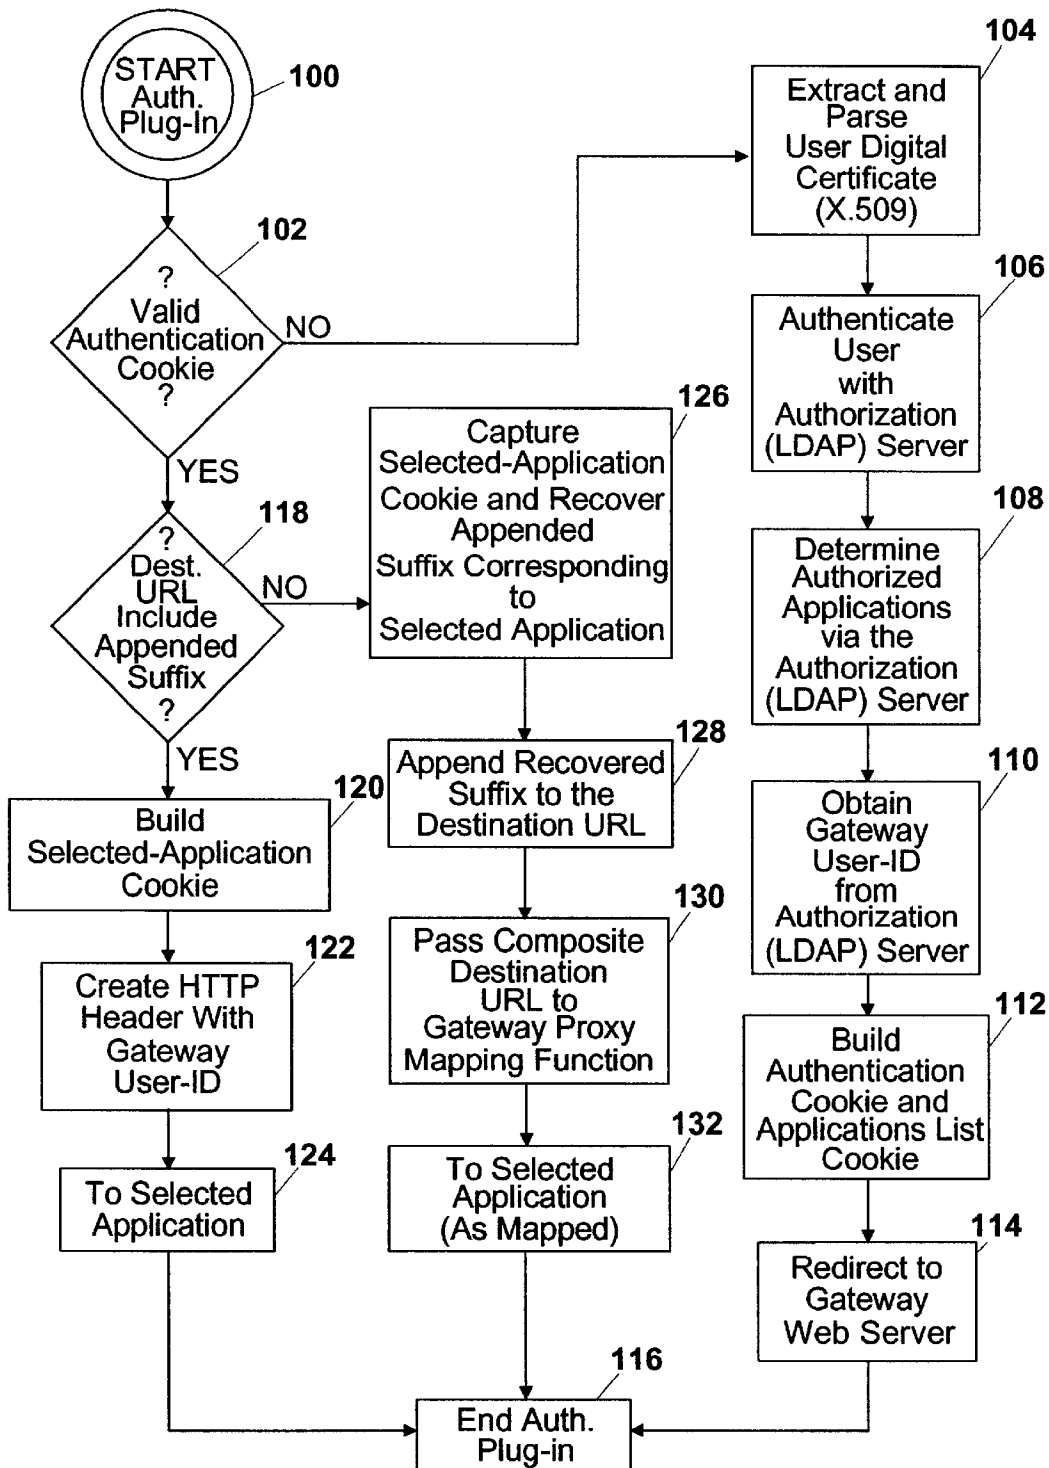 START
Auth.
Plug-In
100
102
?
Valid
Authentication
Cookie
?
NO
YES
104
Extract and
Parse
User Digital
Certificate
(X.509)
106
Authenticate
User
with
Authorization
(LDAP) Server
108
Determine
Authorized
Applications
via the
Authorization
(LDAP) Server
110
Obtain
Gateway
User-ID
from
Authorization
(LDAP) Server
112
Build
Authentication
Cookie and
Applications List
Cookie
114
Redirect to
Gateway
Web Server
118
?
Dest.
URL
Include
Appended
Suffix
?
NO
YES
126
Capture
Selected-Application
Cookie and Recover
Appended
Suffix Corresponding
to
Selected Application
128
Append Recovered
Suffix to the
Destination URL
130
Pass Composite
Destination
URL to
Gateway Proxy
Mapping Function
132
To Selected
Application
(As Mapped)
120
Build
Selected-Application
Cookie
122
Create HTTP
Header With
Gateway
User-ID
124
To Selected
Application
116
End Auth.
Plug-in